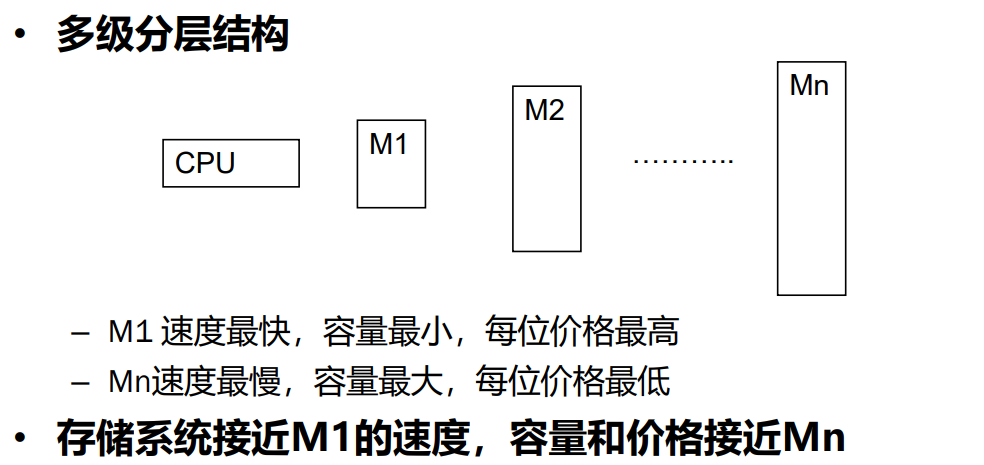 • 多级分层结构
CPU
M1
M2
………..
Mn
– M1 速度最快，容量最小，每位价格最高
– Mn速度最慢，容量最大，每位价格最低
• 存储系统接近M1的速度，容量和价格接近Mn